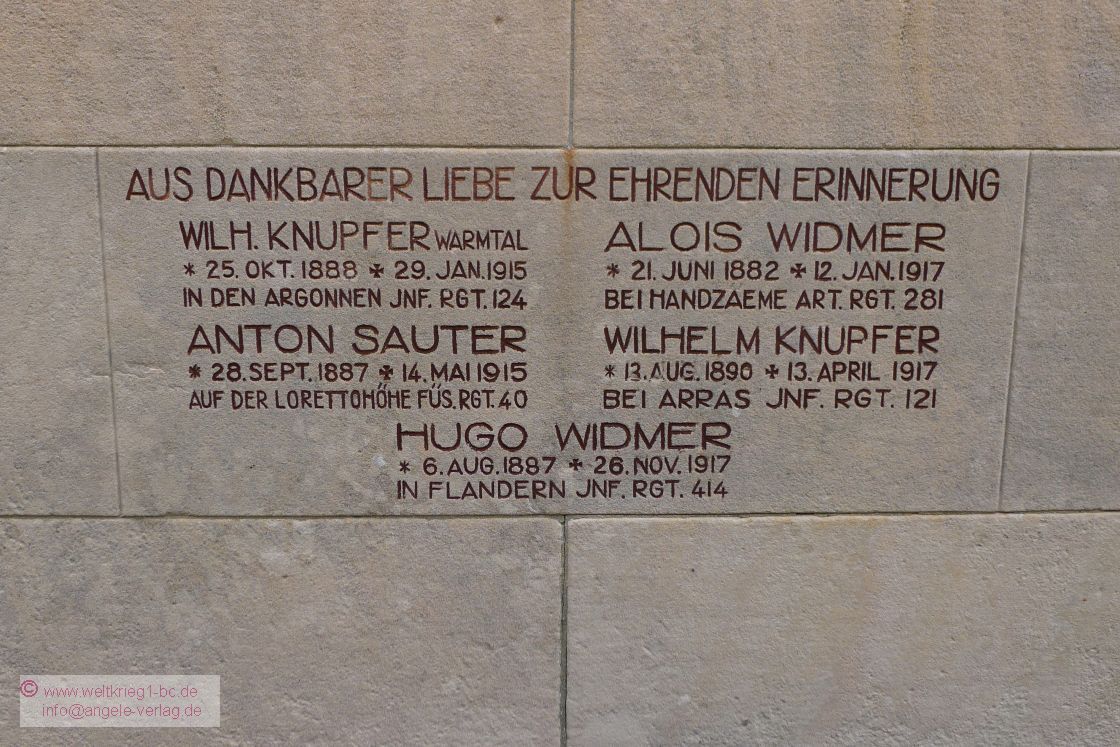 AUS DANKBARER LIEBE ZUR EHRENDEN ERINNERUNG
WILH. KNUPFER WARMTAL
* 25. OKT. 1888 ✠ 29. JAN. 1915
IN DEN ARGONNEN JNF. RGT. 124
ALOIS WIDMER
* 21. JUNI 1882 ✠ 12. JAN. 1917
BEI HANDZAEME ART. RGT. 281
ANTON SAUTER
* 28. SEPT. 1887 ✠ 14. MAI 1915
AUF DER LORETTOHÖHE FÜS. RGT. 40
WILHELM KNUPFER
* 13. AUG. 1890 ✠ 13. APRIL 1917
BEI ARRAS JNF. RGT. 121
HUGO WIDMER
* 6. AUG. 1887 ✠ 26. NOV. 1917
IN FLANDERN JNF. RGT. 414
© www.weltkrieg1-bc.de
info@angele-verlag.de